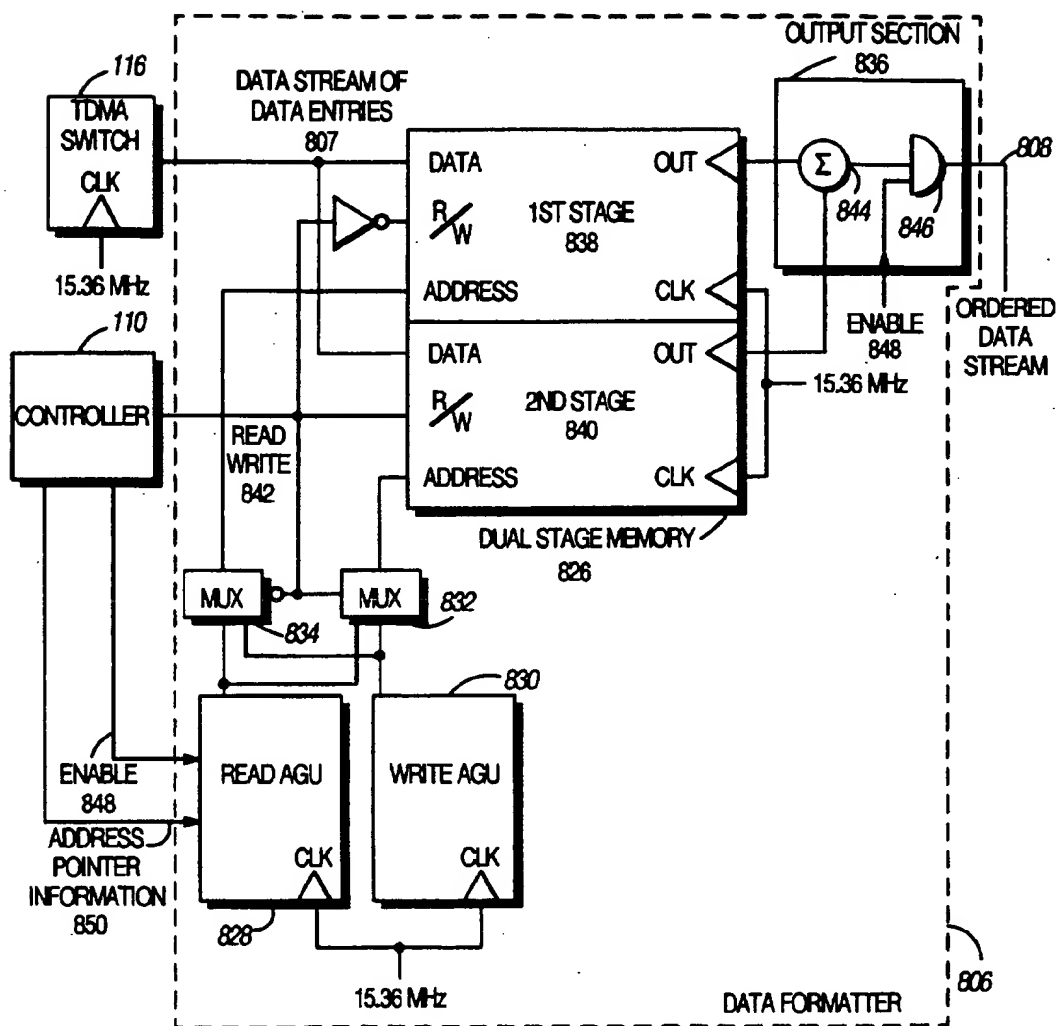 116
TDMA
SWITCH
CLK
15.36 MHz
110
CONTROLLER
DATA STREAM OF
DATA ENTRIES
807
DATA
R/W
ADDRESS
1ST STAGE
838
OUT
CLK
DATA
R/W
ADDRESS
2ND STAGE
840
OUT
CLK
READ
WRITE
842
DUAL STAGE MEMORY
826
OUTPUT SECTION
836
Σ
844
846
808
ENABLE
848
ORDERED
DATA
STREAM
15.36 MHz
MUX
834
MUX
832
830
READ AGU
CLK
828
WRITE AGU
CLK
15.36 MHz
ENABLE
848
ADDRESS
POINTER
INFORMATION
850
DATA FORMATTER
806